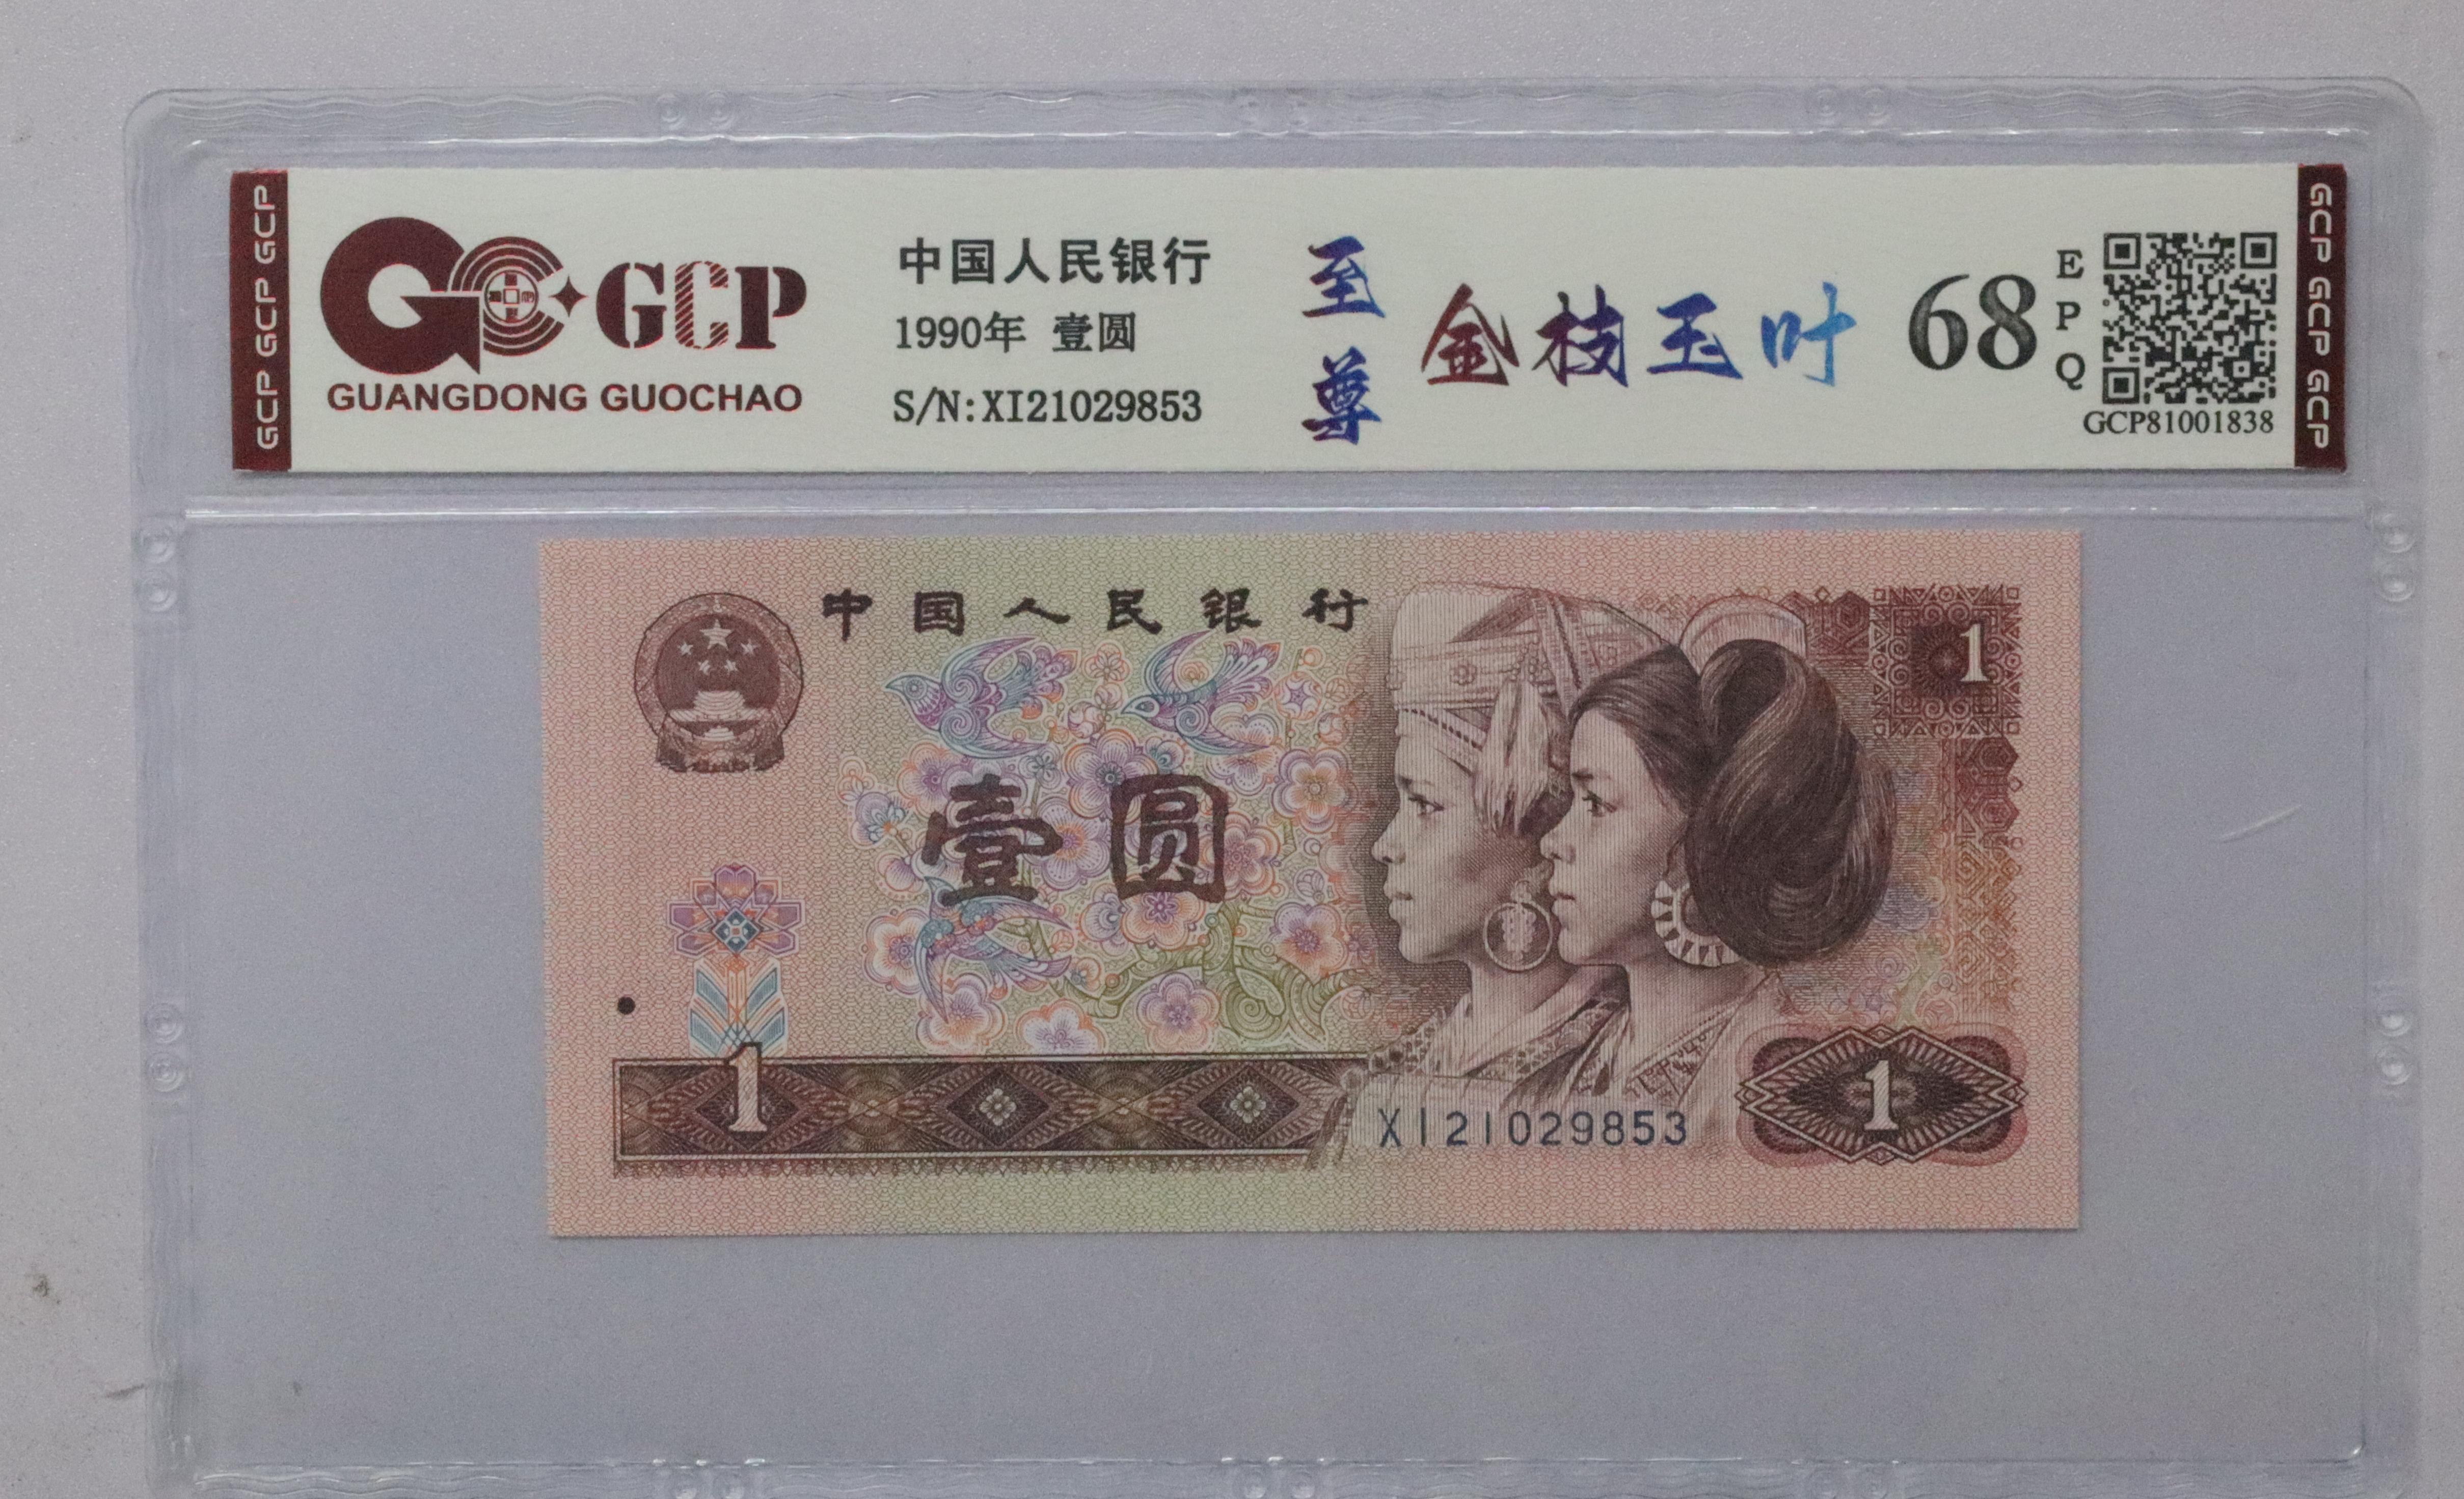 GCP GCP GCP
GCP
GUANGDONG GUOCHAO
中国人民银行
1990年 壹圆
S/N:XI21029853
至尊
金枝玉叶
68
EPQ
GCP81001838
GCP GCP GCP
中国人民银行
1
壹圆
1
XI21029853
1